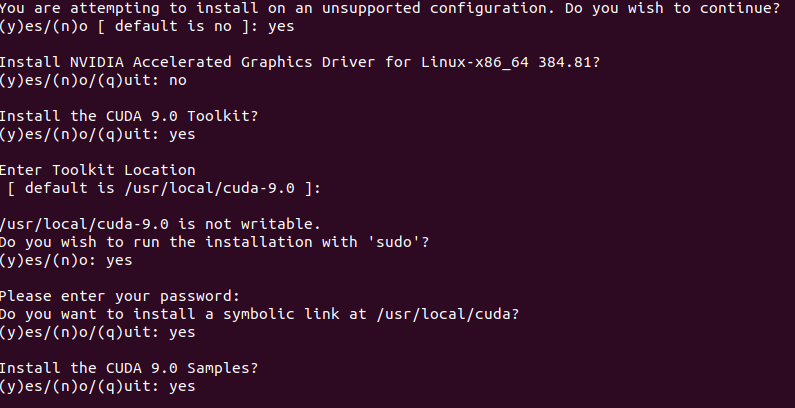 You are attempting to install on an unsupported configuration. Do you wish to continue?
(y)es/(n)o [ default is no ]: yes
Install NVIDIA Accelerated Graphics Driver for Linux-x86_64 384.81?
(y)es/(n)o/(q)uit: no
Install the CUDA 9.0 Toolkit?
(y)es/(n)o/(q)uit: yes
Enter Toolkit Location
[ default is /usr/local/cuda-9.0 ]:
/usr/local/cuda-9.0 is not writable.
Do you wish to run the installation with 'sudo'?
(y)es/(n)o: yes
Please enter your password:
Do you want to install a symbolic link at /usr/local/cuda?
(y)es/(n)o/(q)uit: yes
Install the CUDA 9.0 Samples?
(y)es/(n)o/(q)uit: yes